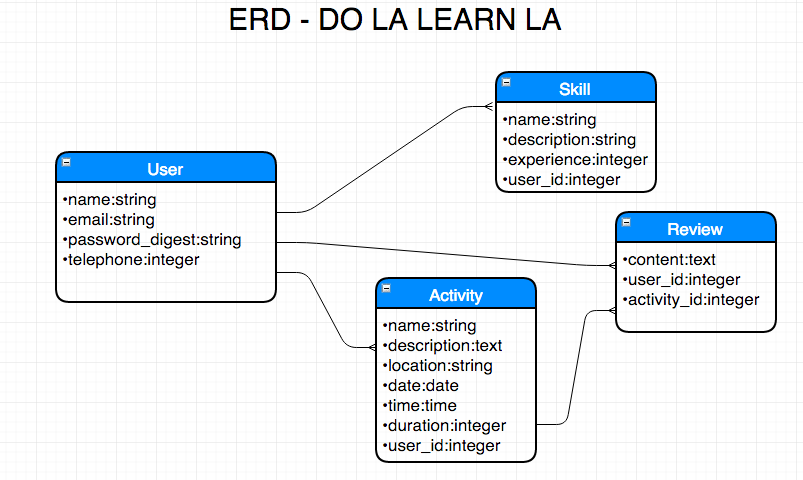 ERD - DO LA LEARN LA
Skill
•name:string
•description:string
•experience:integer
•user_id:integer
User
•name:string
•email:string
•password_digest:string
•telephone:integer
Review
•content:text
•user_id:integer
•activity_id:integer
Activity
•name:string
•description:text
•location:string
•date:date
•time:time
•duration:integer
•user_id:integer